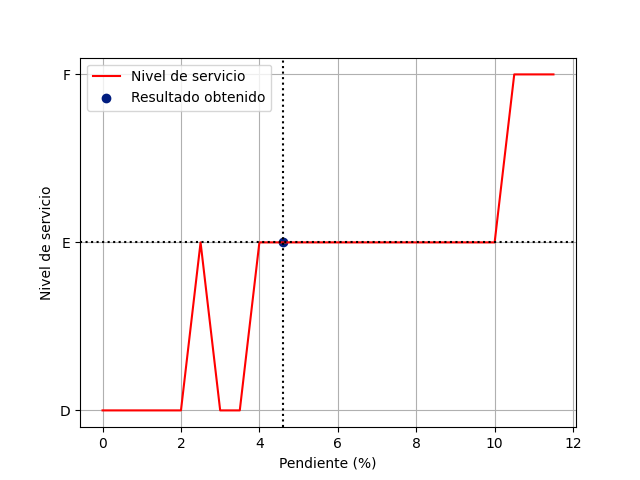 Nivel de servicio
Resultado obtenido
F
E
D
Nivel de servicio
0 2 4 6 8 10 12
Pendiente (%)